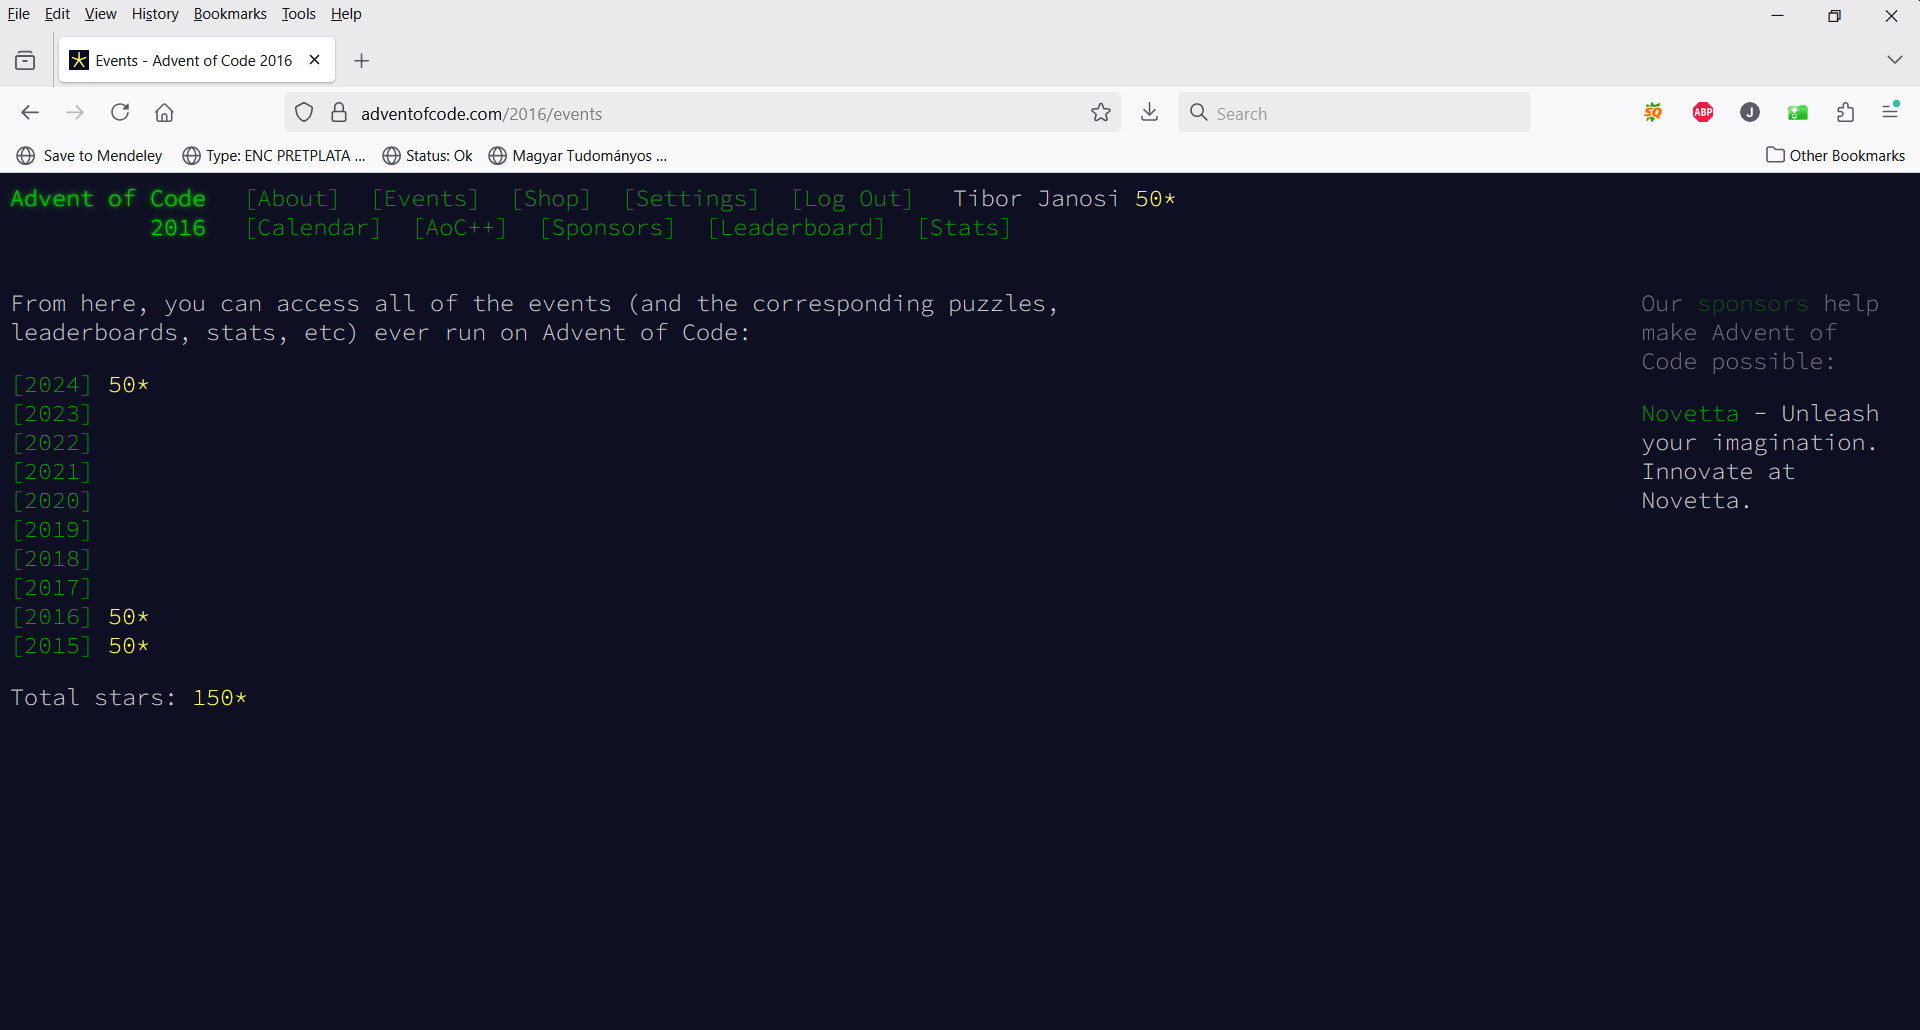 File Edit View History Bookmarks Tools Help
Events - Advent of Code 2016
adventofcode.com/2016/events
Search
SQ
ABP
J
Save to Mendeley Type: ENC PRETPLATA ... Status: Ok Magyar Tudományos ... Other Bookmarks
Advent of Code [About] [Events] [Shop] [Settings] [Log Out] Tibor Janosi 50*
2016 [Calendar] [AoC++] [Sponsors] [Leaderboard] [Stats]
From here, you can access all of the events (and the corresponding puzzles,
leaderboards, stats, etc) ever run on Advent of Code:
[2024] 50*
[2023]
[2022]
[2021]
[2020]
[2019]
[2018]
[2017]
[2016] 50*
[2015] 50*
Total stars: 150*
Our sponsors help
make Advent of
Code possible:
Novetta - Unleash
your imagination.
Innovate at
Novetta.